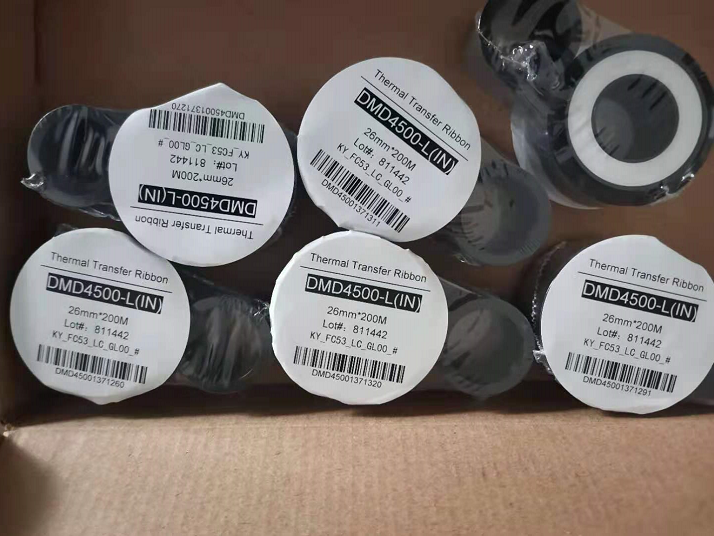 Thermal Transfer Ribbon
DMD4500-L(IN)
26mm*200M
Lot#: 811442
KY_FC53_LC_GL00_#
DMD45001371270
Thermal Transfer Ribbon
DMD4500-L(IN)
26mm*200M
Lot#: 811442
KY_FC53_LC_GL00_#
DMD45001371311
Thermal Transfer Ribbon
DMD4500-L(IN)
26mm*200M
Lot#: 811442
KY_FC53_LC_GL00_#
DMD45001371260
Thermal Transfer Ribbon
DMD4500-L(IN)
26mm*200M
Lot#: 811442
KY_FC53_LC_GL00_#
DMD45001371320
Thermal Transfer Ribbon
DMD4500-L(IN)
26mm*200M
Lot#: 811442
KY_FC53_LC_GL00_#
DMD45001371291